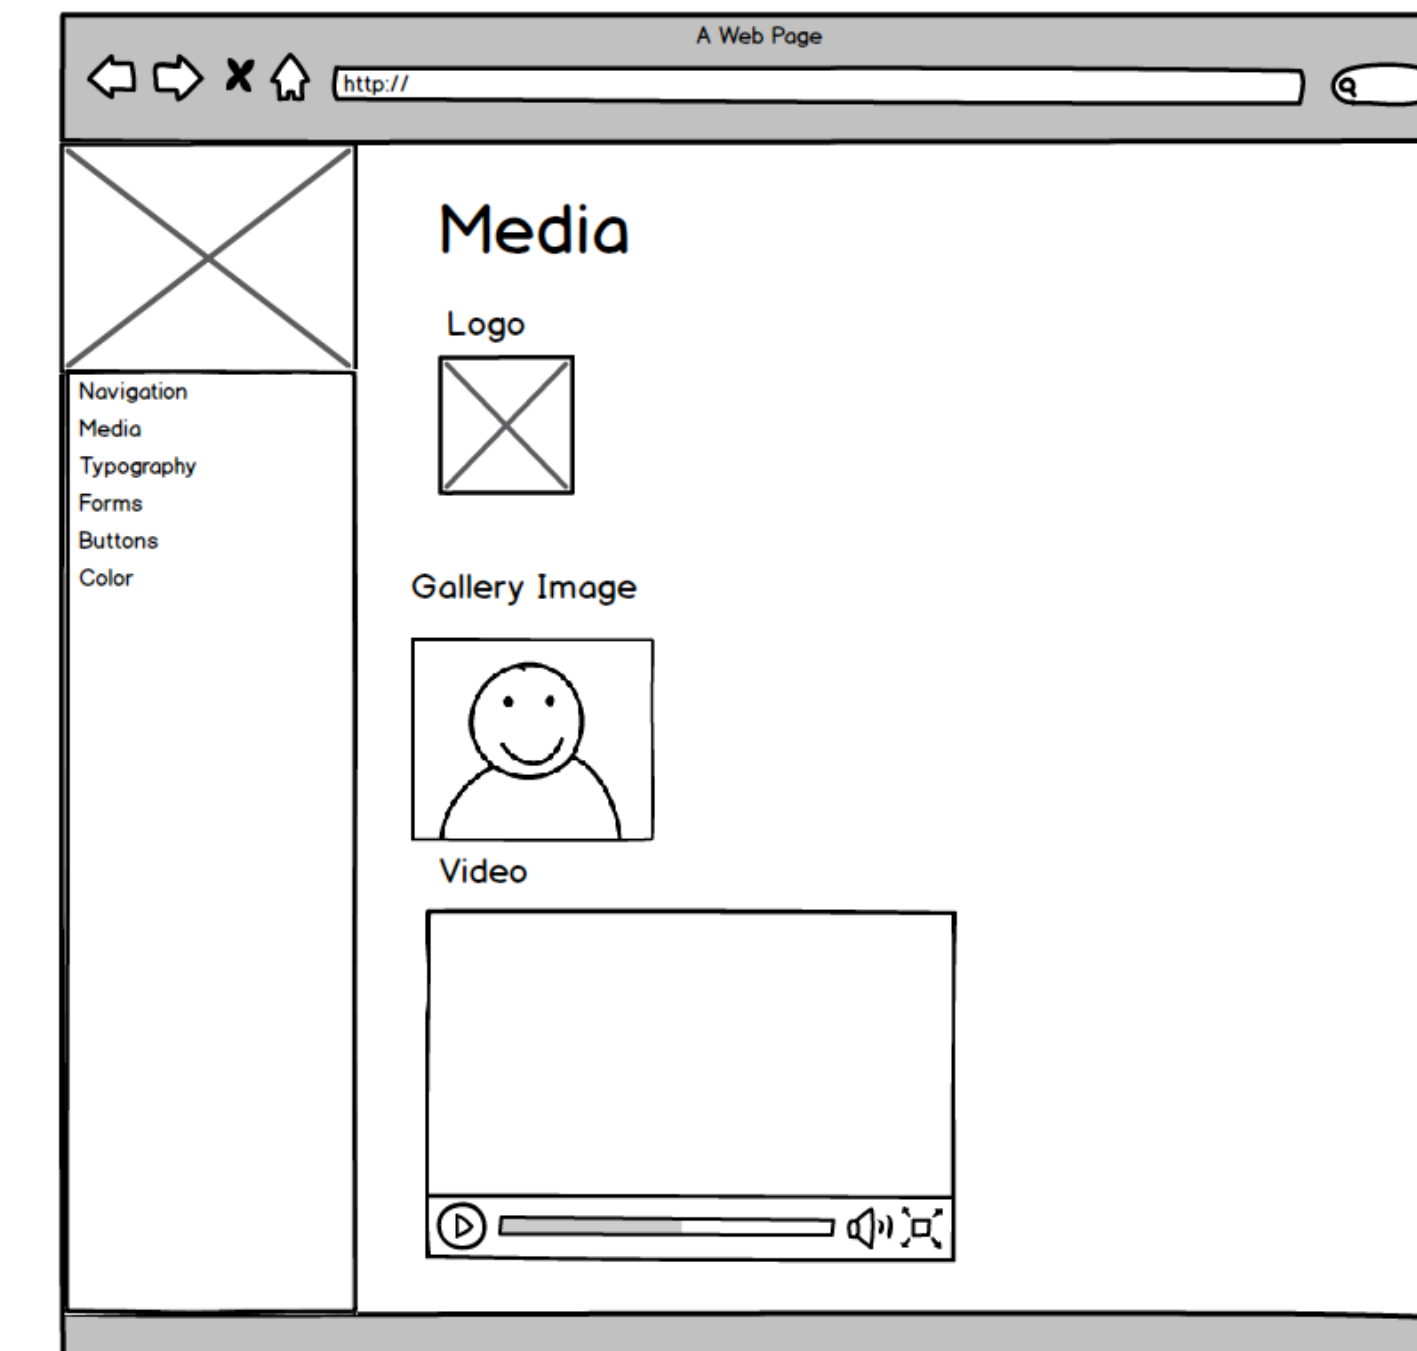 A Web Page
http://
Navigation
Media
Typography
Forms
Buttons
Color
Media
Logo
Gallery Image
Video